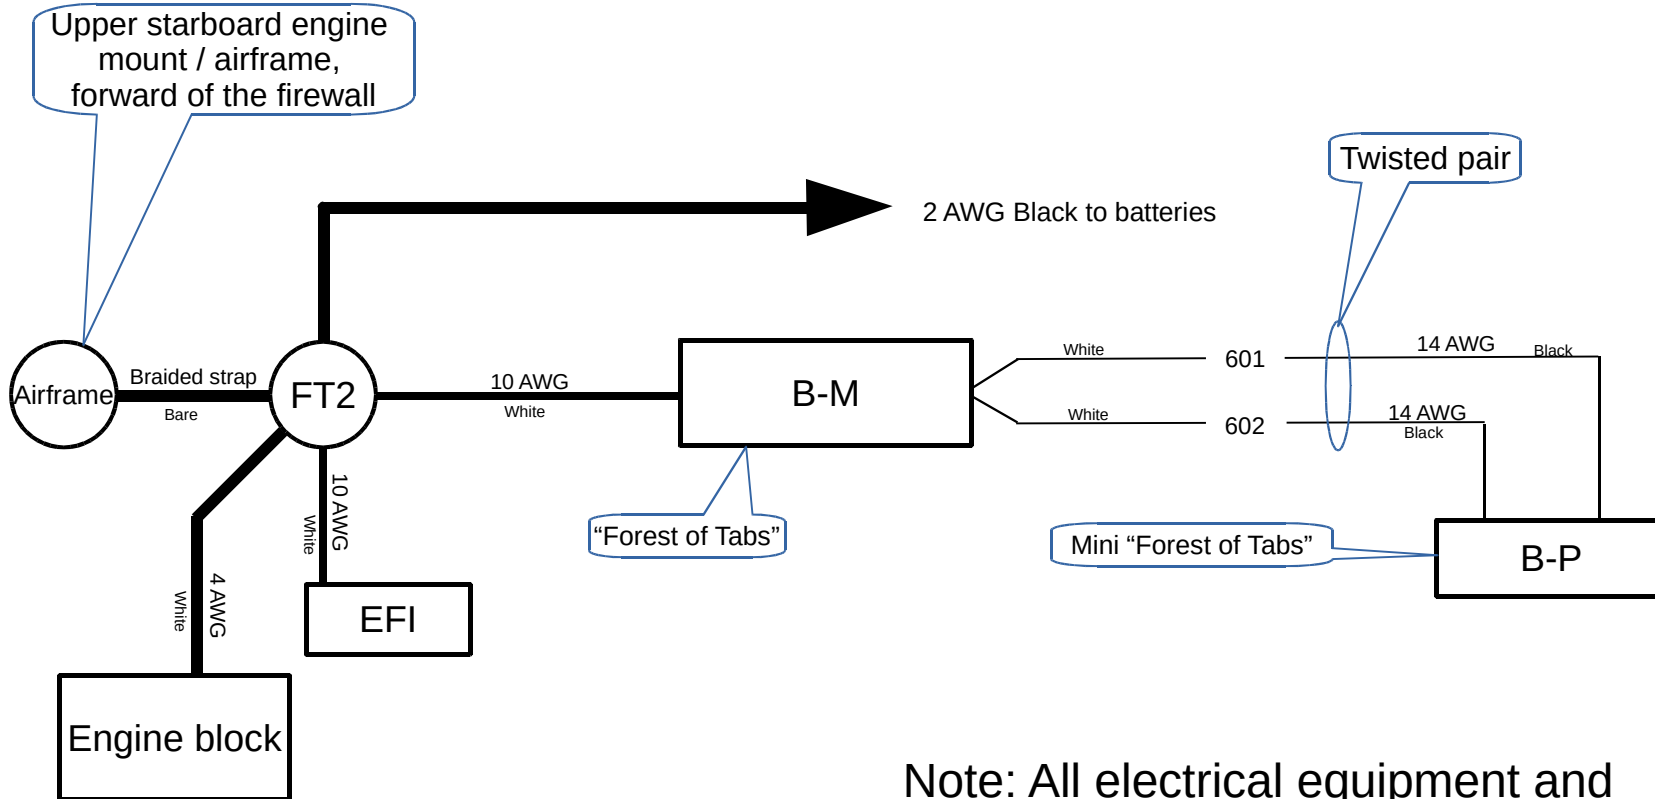 Upper starboard engine
mount / airframe,
forward of the firewall
Twisted pair
2 AWG Black to batteries
Airframe
Braided strap
Bare
FT2
10 AWG
White
B-M
White
601
14 AWG
Black
White
602
14 AWG
Black
10 AWG
White
“Forest of Tabs”
Mini “Forest of Tabs”
B-P
4 AWG
White
EFI
Engine block
Note: All electrical equipment and